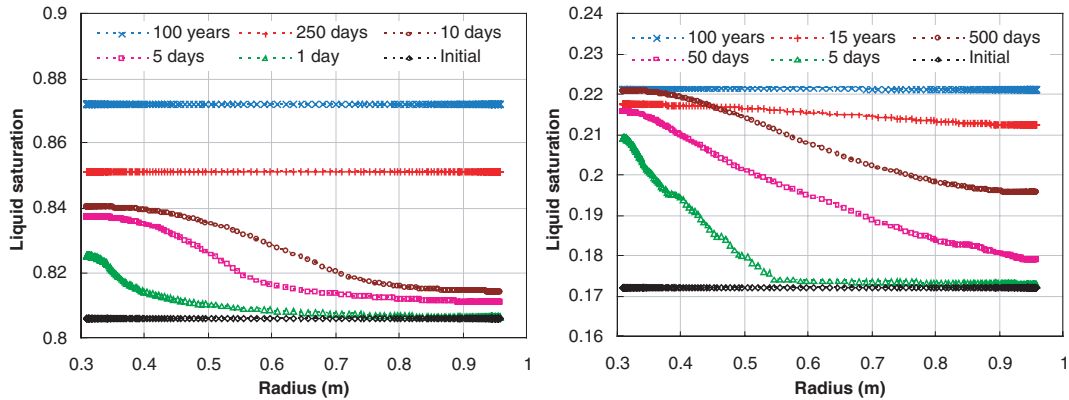 0.9
100 years 250 days 10 days
5 days 1 day Initial
0.88
0.86
0.84
0.82
0.8
0.3 0.4 0.5 0.6 0.7 0.8 0.9 1
Radius (m)
Liquid saturation
0.24
100 years 15 years 500 days
50 days 5 days Initial
0.23
0.22
0.21
0.2
0.19
0.18
0.17
0.16
0.3 0.4 0.5 0.6 0.7 0.8 0.9 1
Radius (m)
Liquid saturation